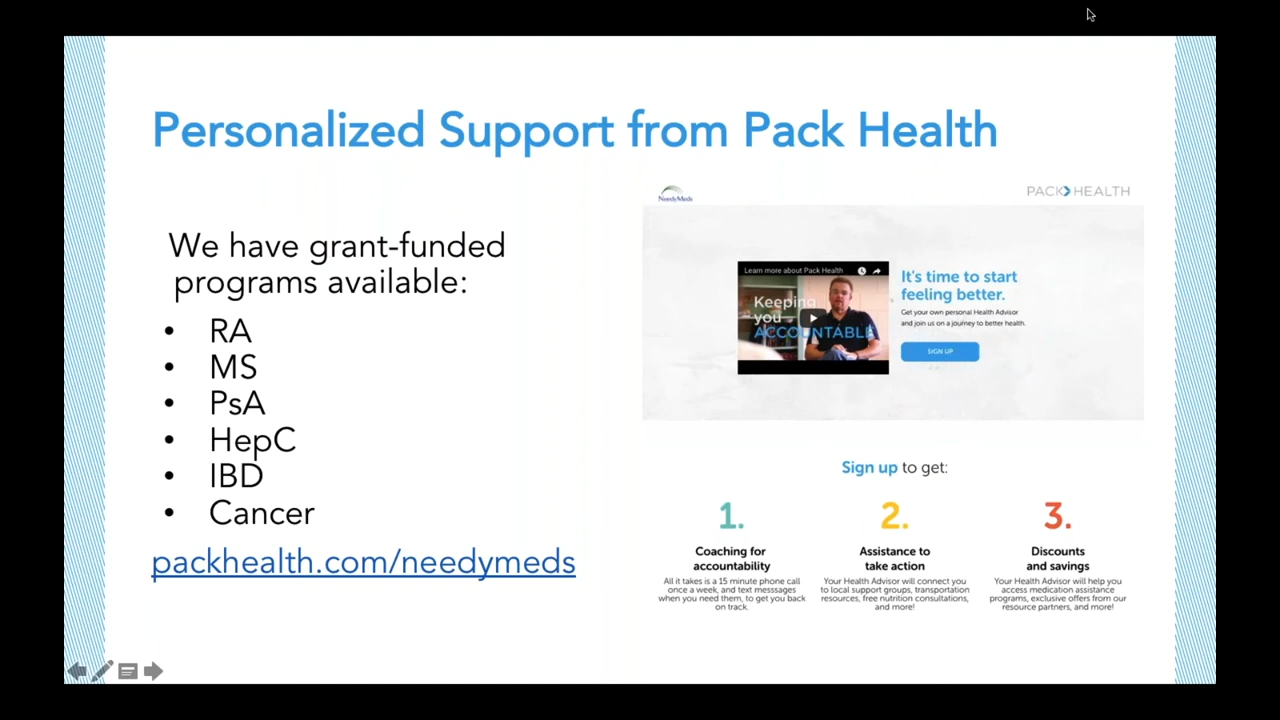 Personalized Support from Pack Health
We have grant-funded
programs available:
• RA
• MS
• PsA
• HepC
• IBD
• Cancer
packhealth.com/needymeds
NeedyMeds
PACK HEALTH
Learn more about Pack Health
Keeping
you
ACCOUNTABLE
It's time to start
feeling better.
Get your own personal Health Advisor
and join us on a journey to better health.
SIGN UP
Sign up to get:
1.
Coaching for
accountability
All it takes is a 15 minute phone call
once a week, and text messsages
when you need them, to get you back
on track.
2.
Assistance to
take action
Your Health Advisor will connect you
to local support groups, transportation
resources, free nutrition consultations,
and more!
3.
Discounts
and savings
Your Health Advisor will help you
access medication assistance
programs, exclusive offers from our
resource partners, and more!